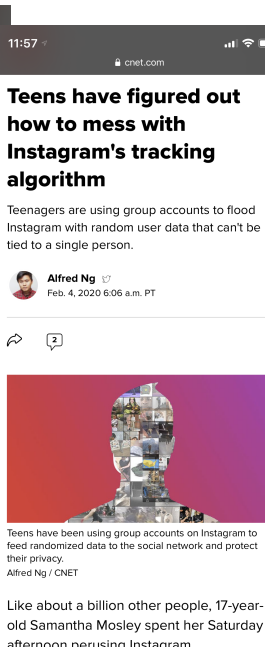 11:57
cnet.com
Teens have figured out
how to mess with
Instagram's tracking
algorithm
Teenagers are using group accounts to flood
Instagram with random user data that can't be
tied to a single person.
Alfred Ng
Feb. 4, 2020 6:06 a.m. PT
2
Teens have been using group accounts on Instagram to
feed randomized data to the social network and protect
their privacy.
Alfred Ng / CNET
Like about a billion other people, 17-year-
old Samantha Mosley spent her Saturday
afternoon perusing Instagram.